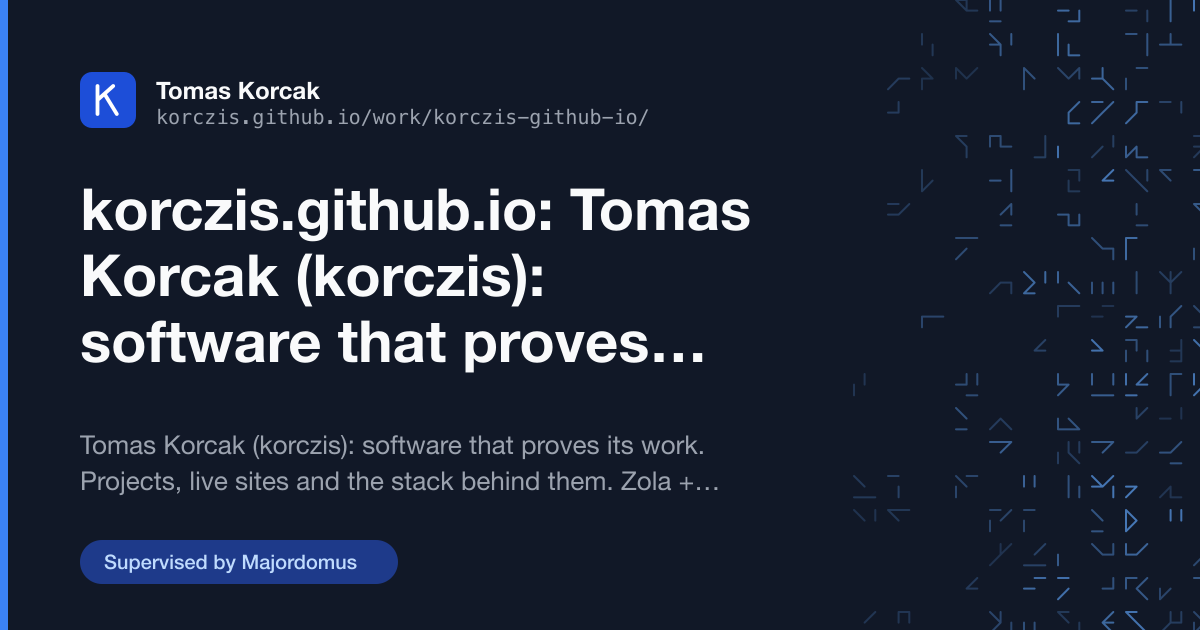 K
Tomas Korcak
korczis.github.io/work/korczis-github-io/
korczis.github.io: Tomas
Korcak (korczis):
software that proves…
Tomas Korcak (korczis): software that proves its work.
Projects, live sites and the stack behind them. Zola +…
Supervised by Majordomus